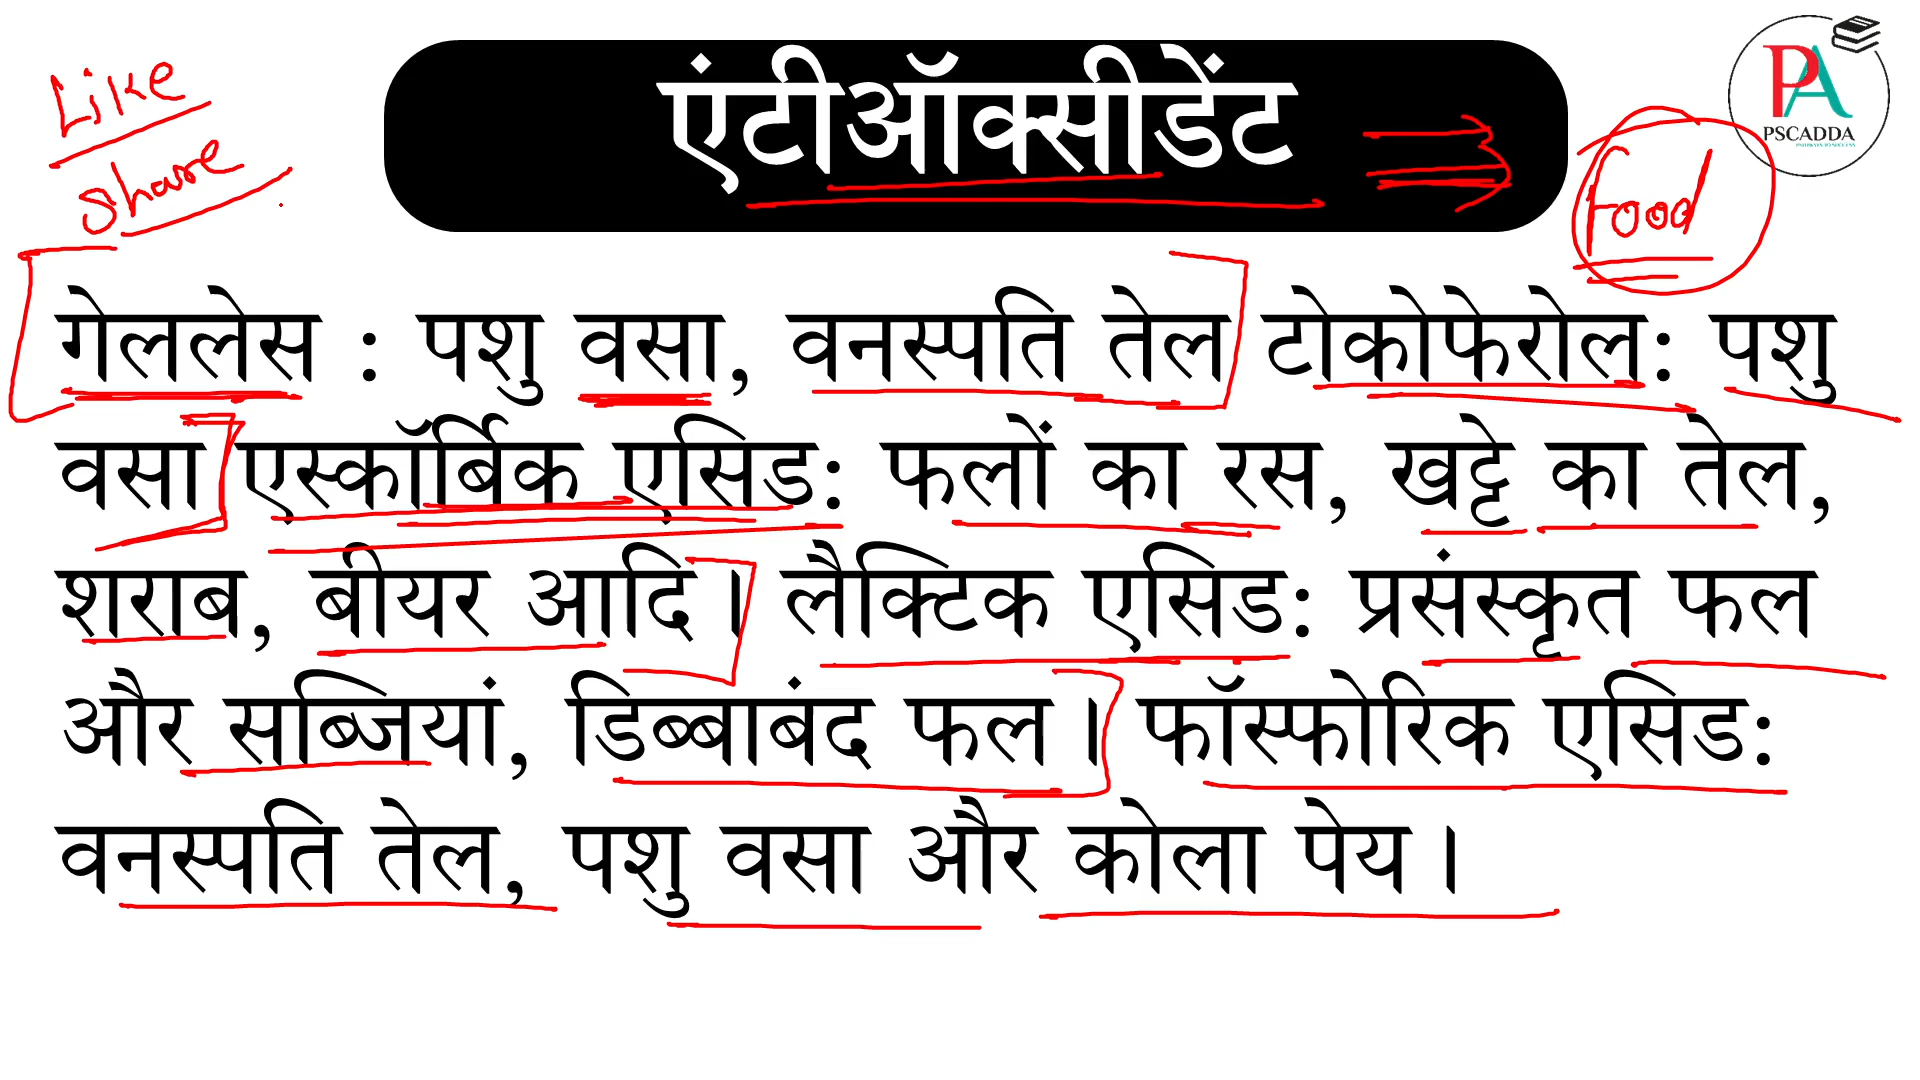 Like
share
एंटीऑक्सीडेंट
Food
PA
PSCADDA
गेललेस : पशु वसा, वनस्पति तेल टोकोफेरोल: पशु
वसा एस्कॉर्बिक एसिड: फलों का रस, खट्टे का तेल,
शराब, बीयर आदि। लैक्टिक एसिड: प्रसंस्कृत फल
और सब्जियां, डिब्बाबंद फल। फॉस्फोरिक एसिड:
वनस्पति तेल, पशु वसा और कोला पेय।